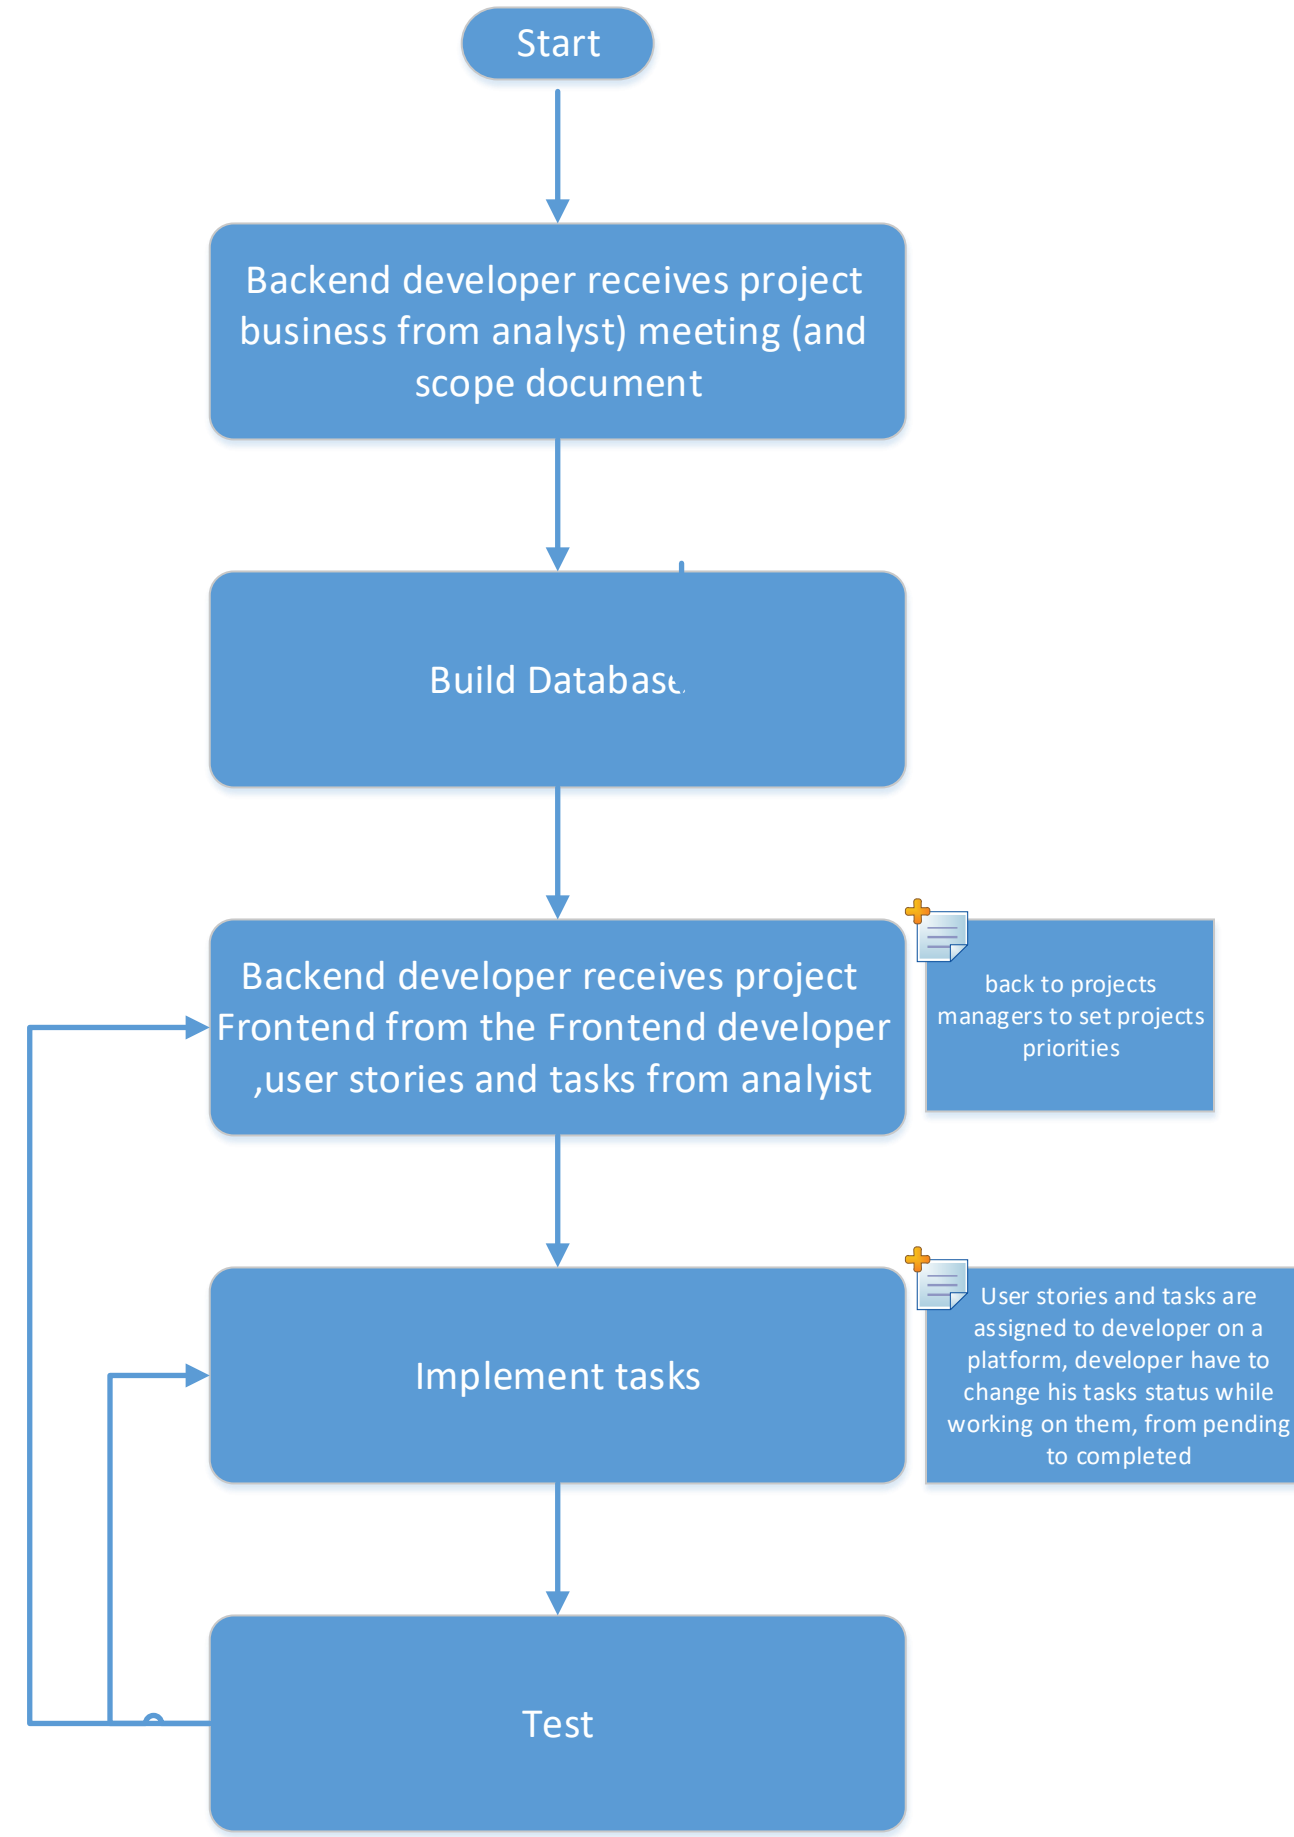 Start
Backend developer receives project
business from analyst) meeting (and
scope document
Build Database
Backend developer receives project
Frontend from the Frontend developer
,user stories and tasks from analyist
back to projects
managers to set projects
priorities
Implement tasks
User stories and tasks are
assigned to developer on a
platform, developer have to
change his tasks status while
working on them, from pending
to completed
Test